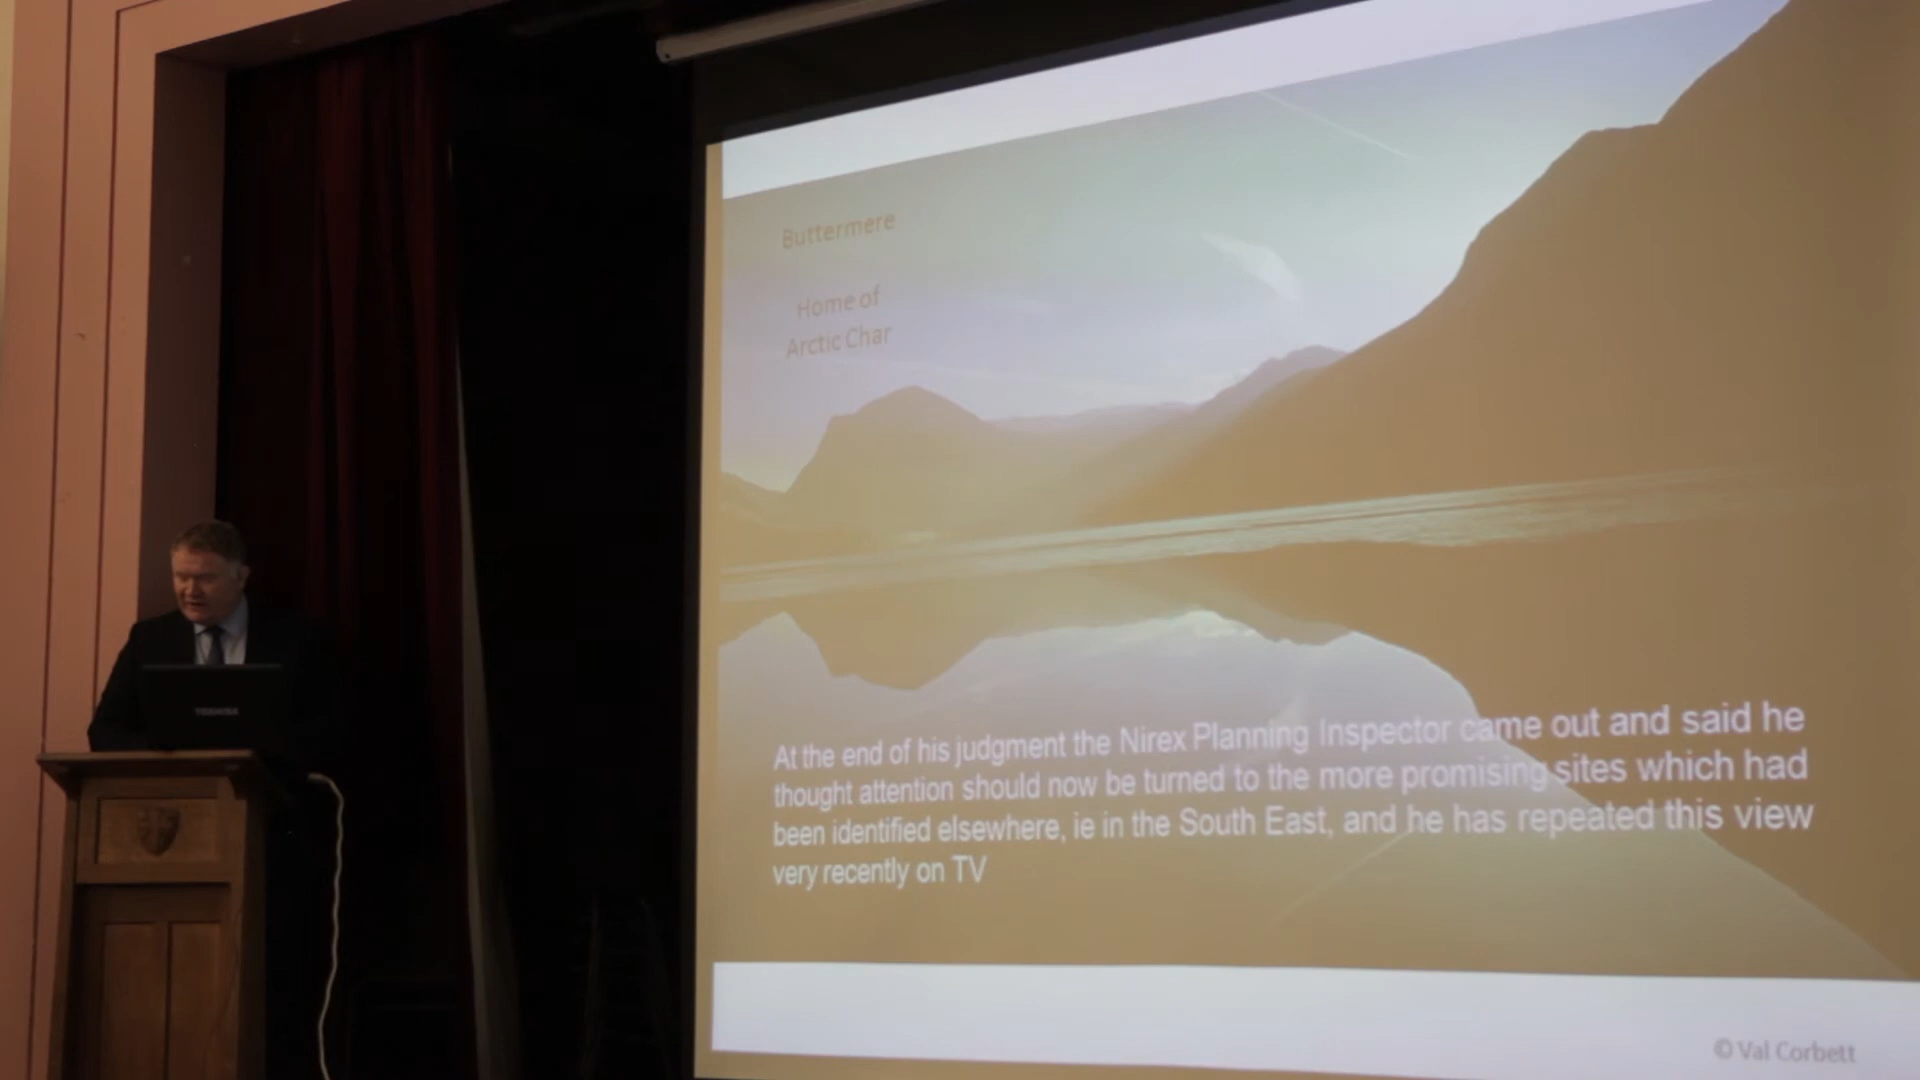 Buttermere
Home of
Arctic Char
At the end of his judgment the Nirex Planning Inspector came out and said he
thought attention should now be turned to the more promising sites which had
been identified elsewhere, ie in the South East, and he has repeated this view
very recently on TV
© Val Corbett
TOSHIBA